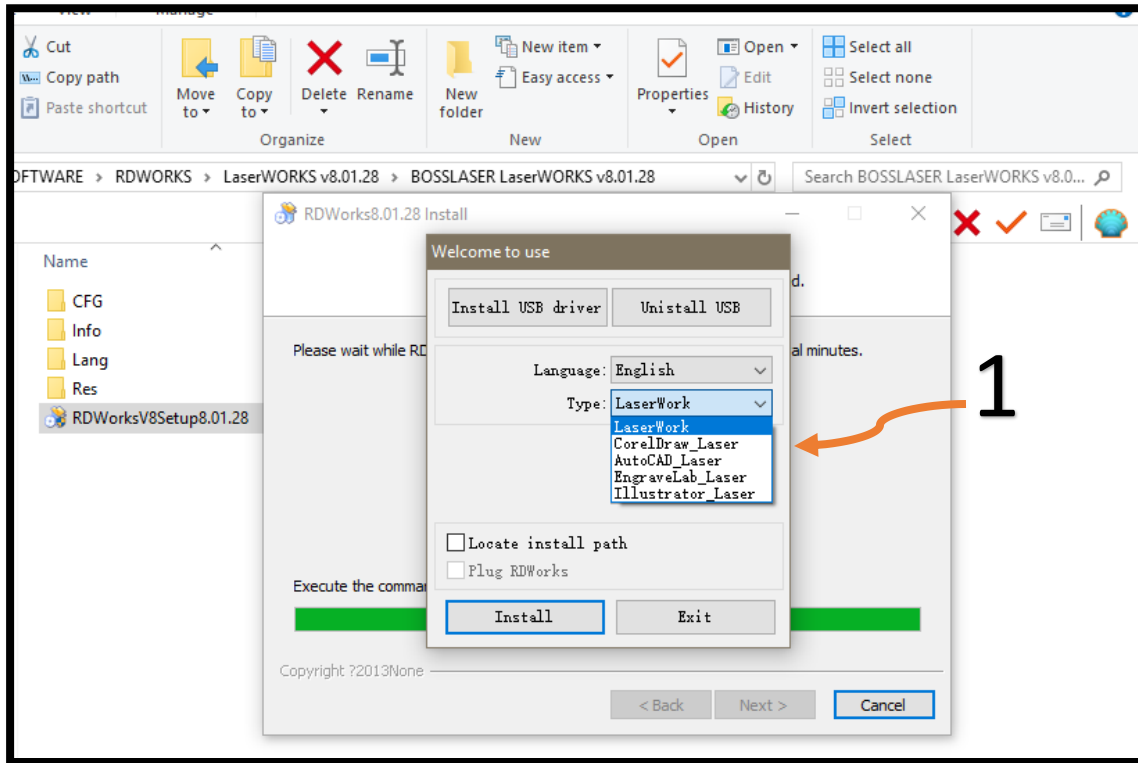 View Manage
Cut
Copy path
Paste shortcut
Move to
Copy to
Delete
Rename
New folder
New item
Easy access
Properties
Open
Edit
History
Select all
Select none
Invert selection
Organize
New
Open
Select
OFTWARE > RDWORKS > LaserWORKS v8.01.28 > BOSSLASER LaserWORKS v8.01.28
Search BOSSLASER LaserWORKS v8.0...
RDWorks8.01.28 Install
Name
CFG
Info
Lang
Res
RDWorksV8Setup8.01.28
Welcome to use
d.
Install USB driver
Unistall USB
Please wait while RD
al minutes.
Language: English
Type: LaserWork
LaserWork
CorelDraw_Laser
AutoCAD_Laser
EngraveLab_Laser
Illustrator_Laser
1
Locate install path
Plug RDWorks
Execute the comma
Install
Exit
Copyright ?2013None
< Back
Next >
Cancel